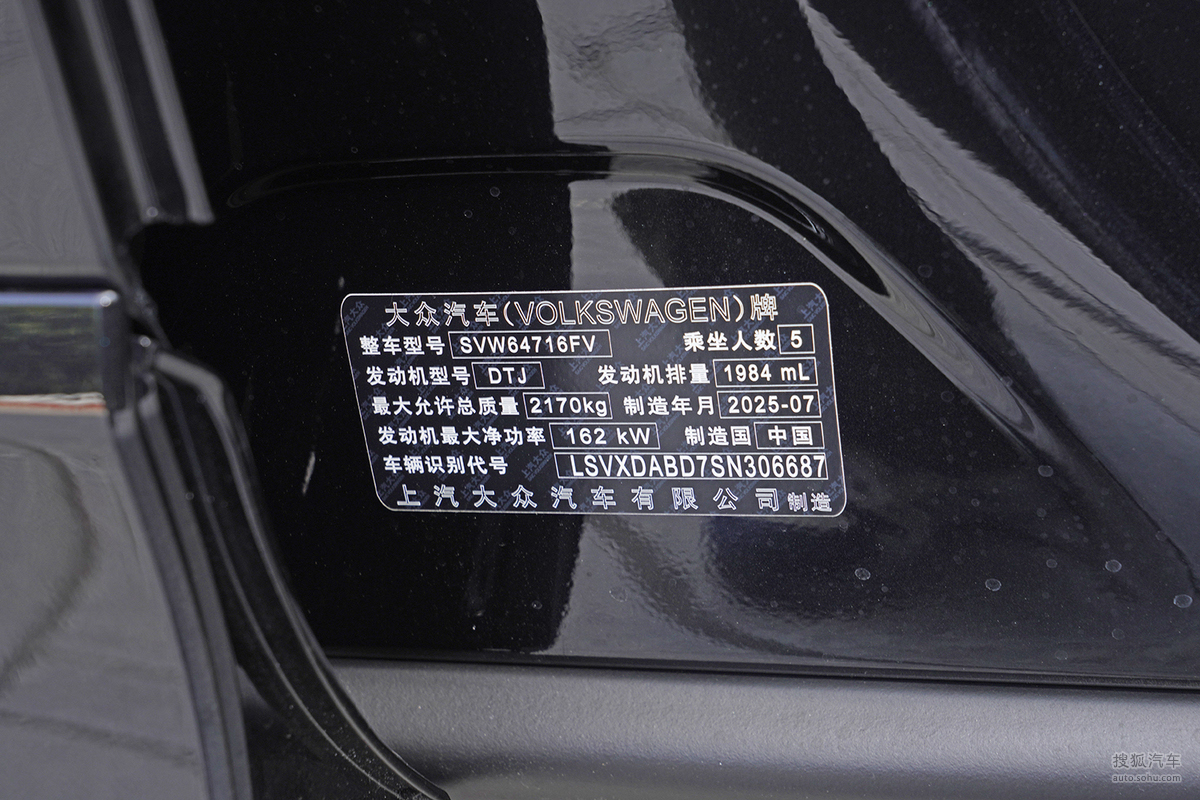 大众汽车(VOLKSWAGEN)牌
整车型号 SVW64716FV 乘坐人数 5
发动机型号 DTJ 发动机排量 1984 mL
最大允许总质量 2170kg 制造年月 2025-07
发动机最大净功率 162 kW 制造国 中国
车辆识别代号 LSVXDABD7SN306687
上汽大众汽车有限公司制造
搜狐汽车
auto.sohu.com